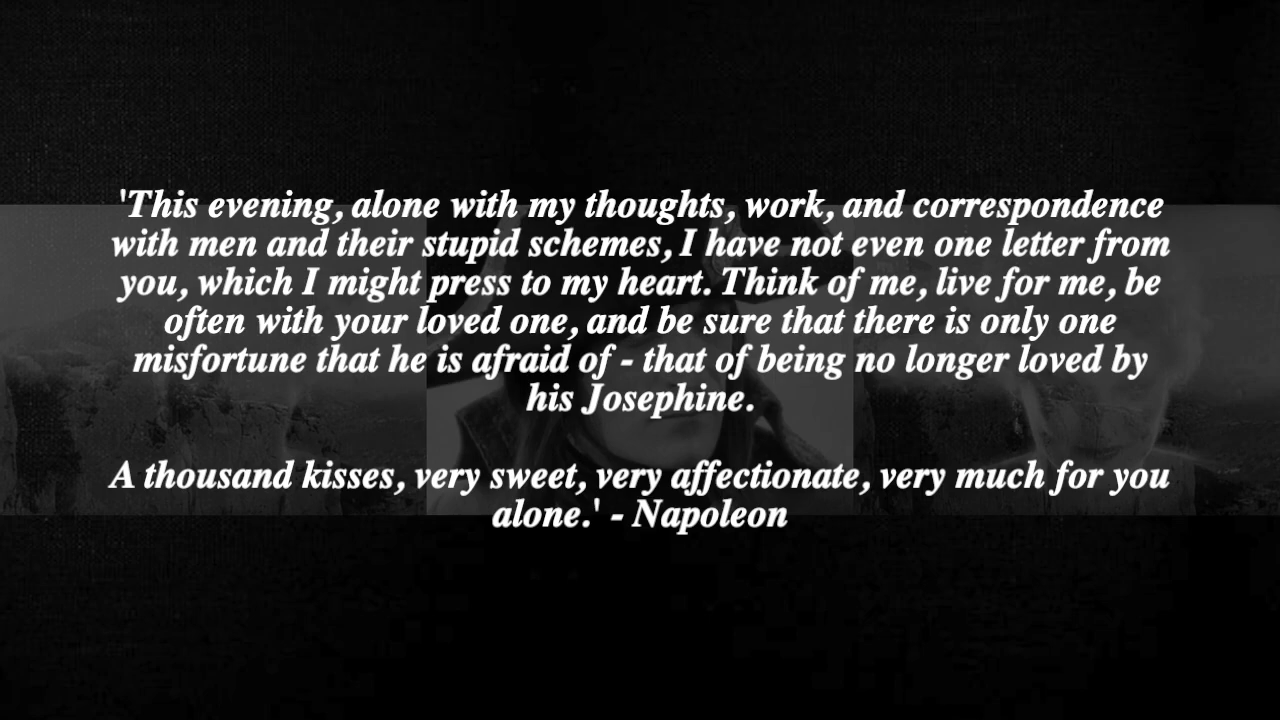 'This evening, alone with my thoughts, work, and correspondence
with men and their stupid schemes, I have not even one letter from
you, which I might press to my heart. Think of me, live for me, be
often with your loved one, and be sure that there is only one
misfortune that he is afraid of - that of being no longer loved by
his Josephine.
A thousand kisses, very sweet, very affectionate, very much for you
alone.' - Napoleon